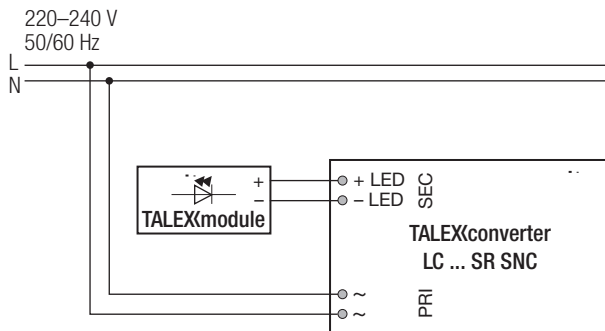 220–240 V
50/60 Hz
L
N
+
−
TALEXmodule
+ LED
− LED
SEC
TALEXconverter
LC ... SR SNC
~
~
PRI